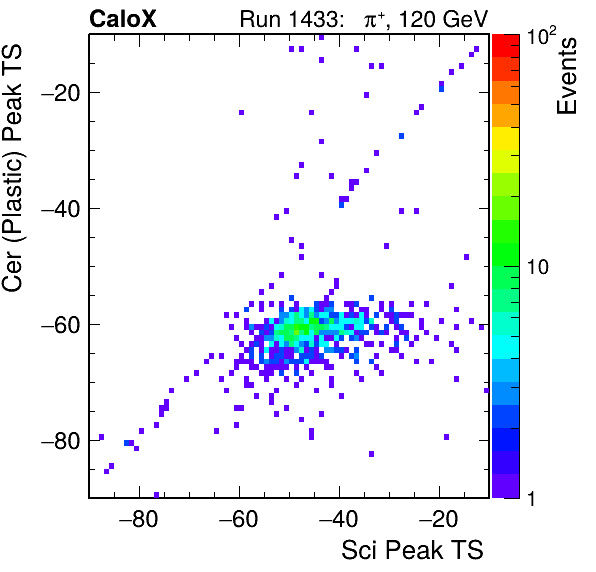 CaloX Run 1433: π⁺, 120 GeV
Cer (Plastic) Peak TS
−20
−40
−60
−80
−80 −60 −40 −20
Sci Peak TS
10²
10
1
Events